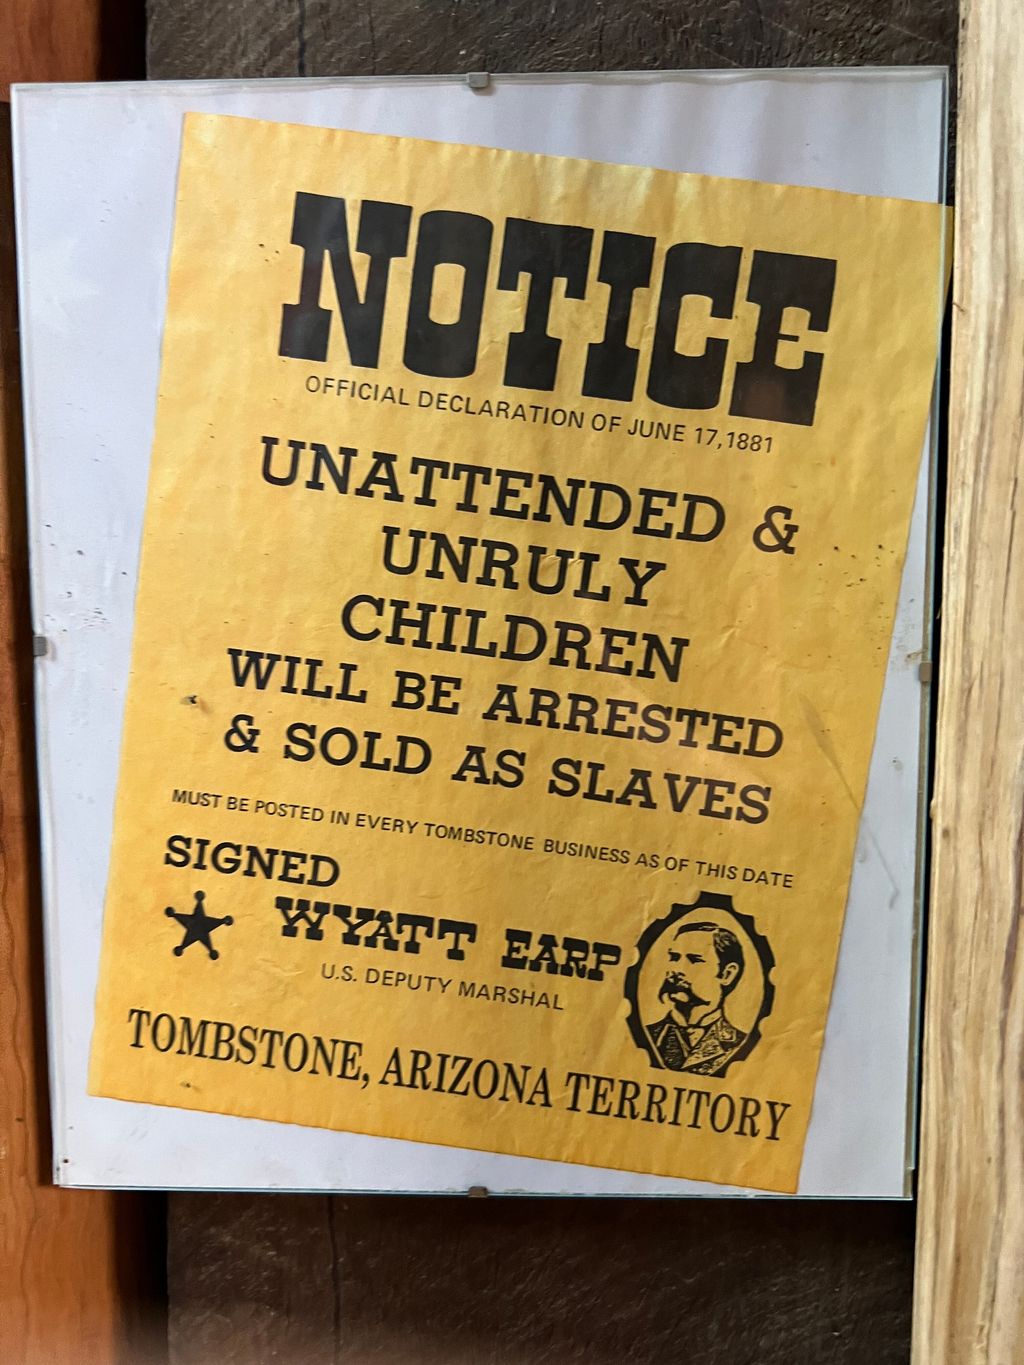 NOTICE
OFFICIAL DECLARATION OF JUNE 17,1881
UNATTENDED &
UNRULY
CHILDREN
WILL BE ARRESTED
& SOLD AS SLAVES
MUST BE POSTED IN EVERY TOMBSTONE BUSINESS AS OF THIS DATE
SIGNED
WYATT EARP
U.S. DEPUTY MARSHAL
TOMBSTONE, ARIZONA TERRITORY